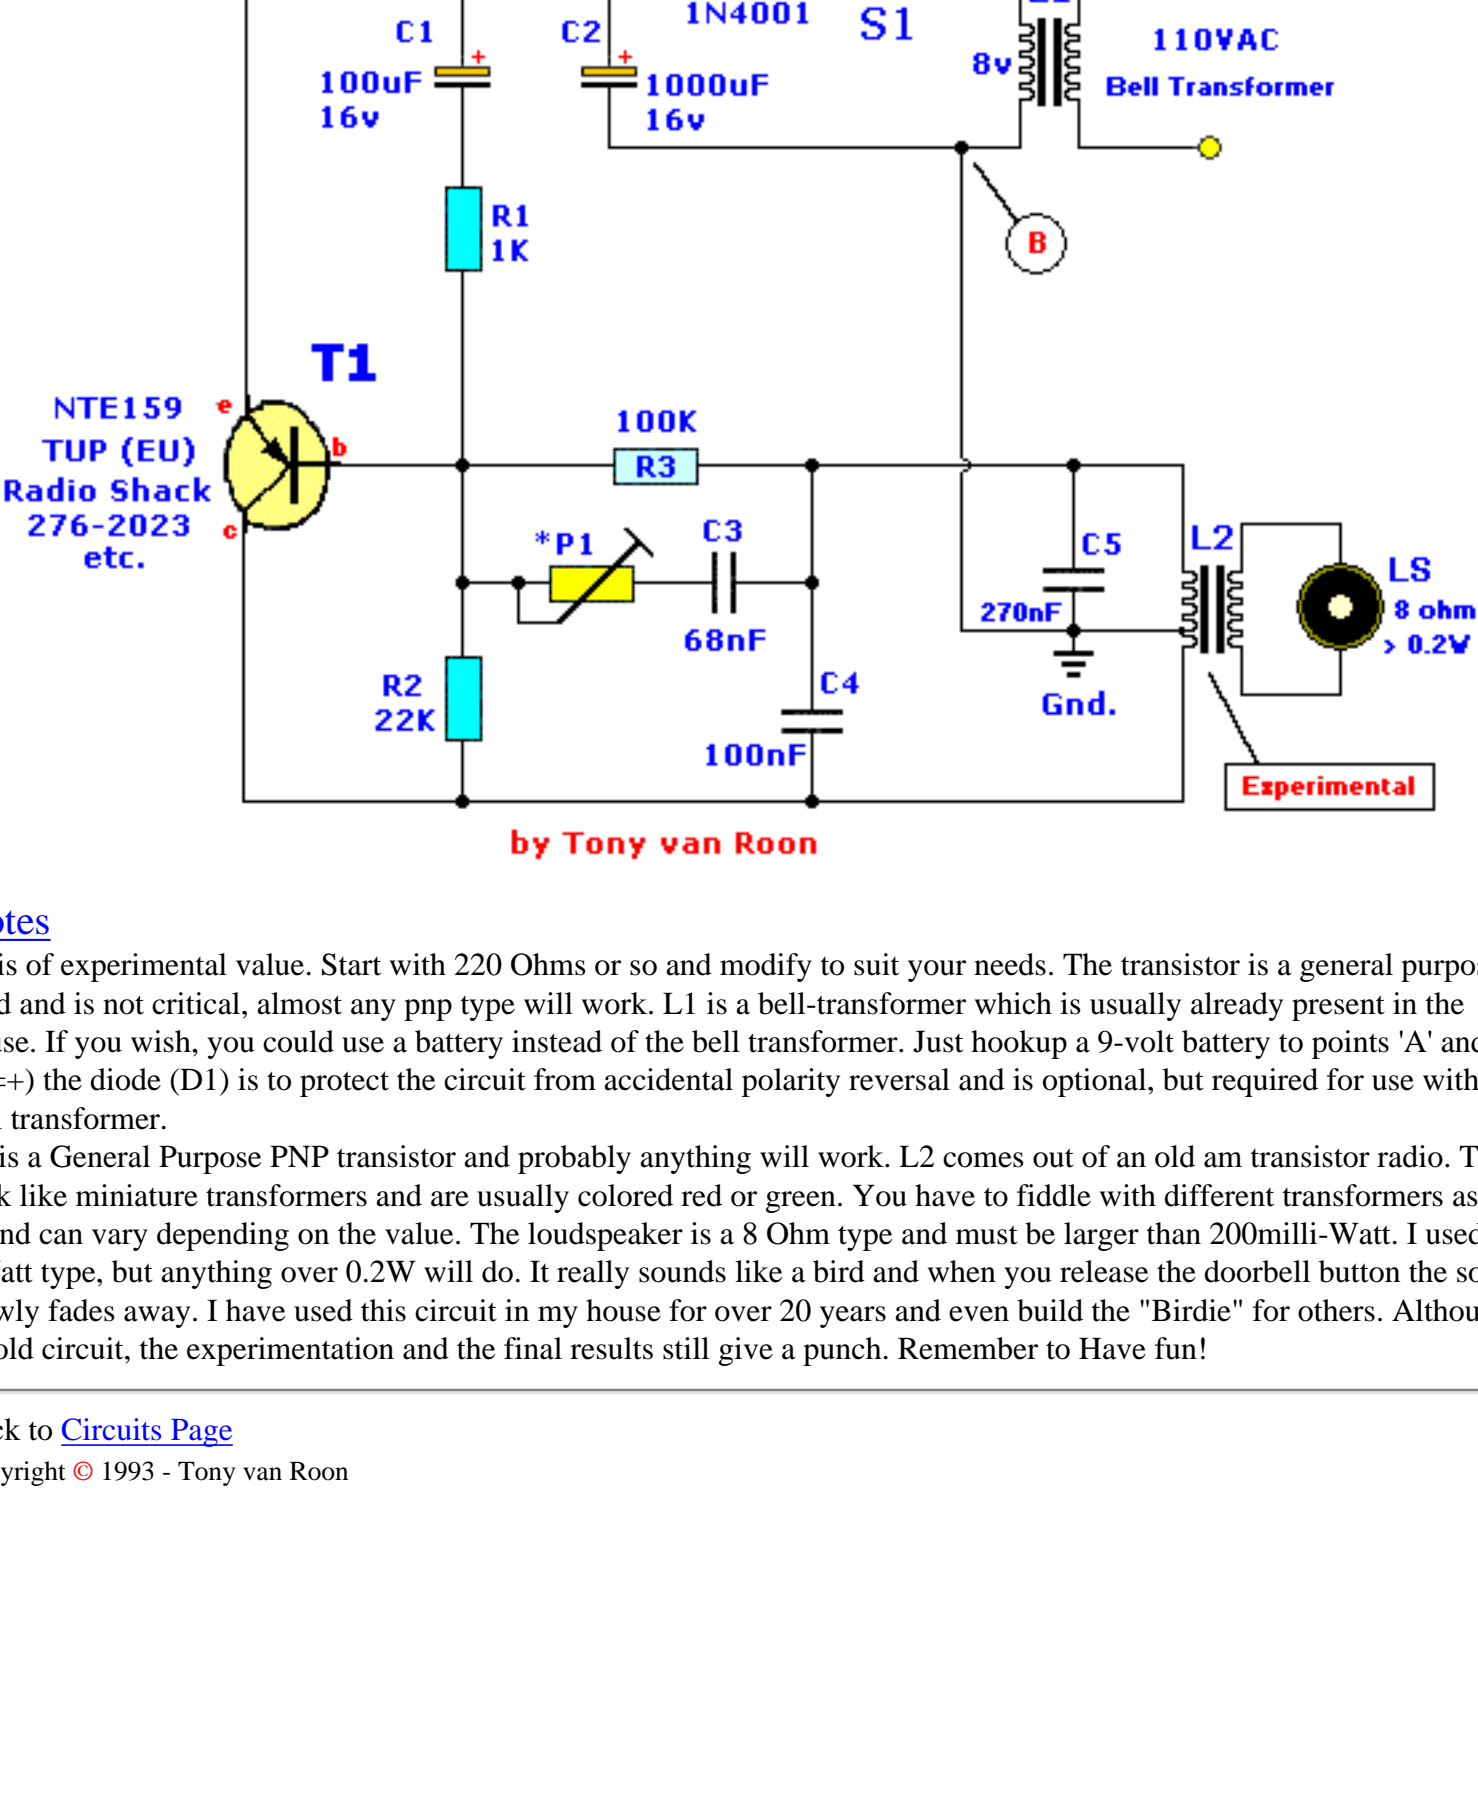 1N4001
S1
C1
C2
110VAC
+
+
8v
100uF
1000uF
Bell Transformer
16v
16v
R1
1K
B
T1
NTE159
e
100K
TUP (EU)
b
R3
Radio Shack
276-2023
c
etc.
*P1
C3
C5
L2
LS
270nF
8 ohm
68nF
> 0.2W
R2
C4
22K
Gnd.
100nF
Experimental
by Tony van Roon
otes
is of experimental value. Start with 220 Ohms or so and modify to suit your needs. The transistor is a general purpos
d and is not critical, almost any pnp type will work. L1 is a bell-transformer which is usually already present in the
use. If you wish, you could use a battery instead of the bell transformer. Just hookup a 9-volt battery to points 'A' and
=+) the diode (D1) is to protect the circuit from accidental polarity reversal and is optional, but required for use with
l transformer.
is a General Purpose PNP transistor and probably anything will work. L2 comes out of an old am transistor radio. T
k like miniature transformers and are usually colored red or green. You have to fiddle with different transformers as
nd can vary depending on the value. The loudspeaker is a 8 Ohm type and must be larger than 200milli-Watt. I used
Vatt type, but anything over 0.2W will do. It really sounds like a bird and when you release the doorbell button the so
wly fades away. I have used this circuit in my house for over 20 years and even build the "Birdie" for others. Althou
old circuit, the experimentation and the final results still give a punch. Remember to Have fun!
ck to Circuits Page
yright © 1993 - Tony van Roon